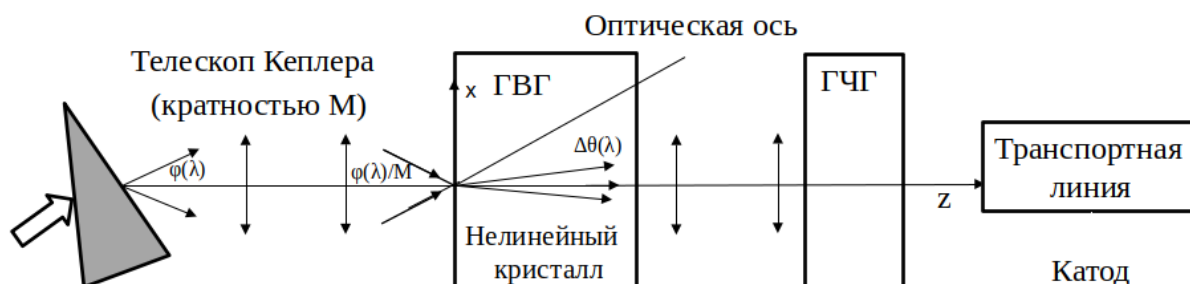 Оптическая ось
Телескоп Кеплера
(кратностью М)
x
ГВГ
ГЧГ
φ(λ)
φ(λ)/М
Δθ(λ)
Транспортная
линия
z
Нелинейный
кристалл
Катод